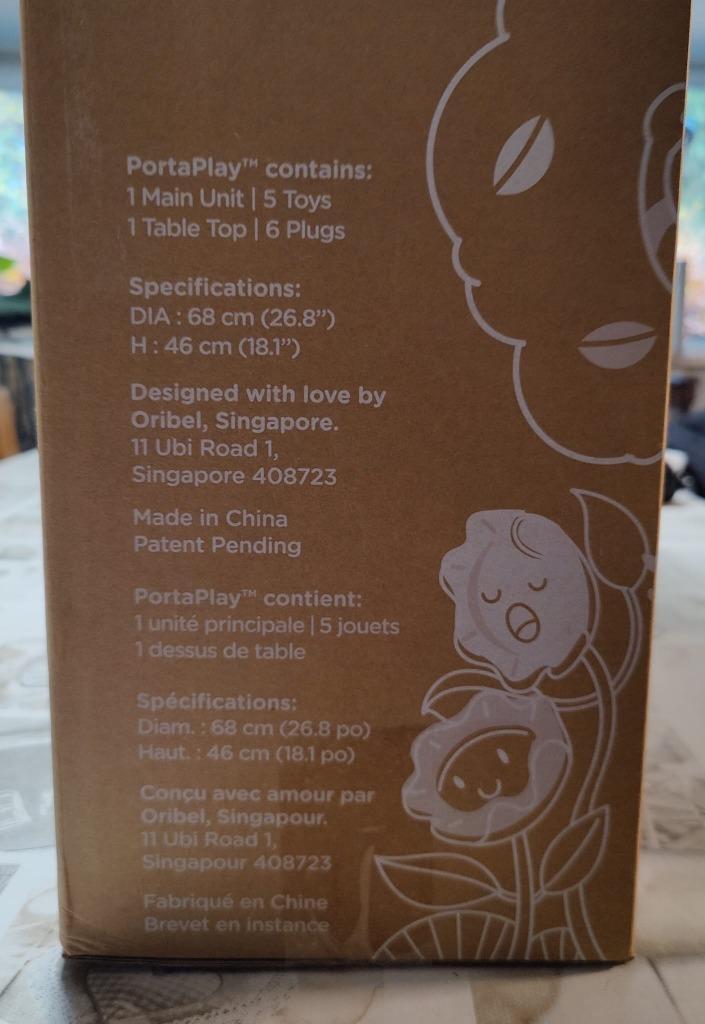 PortaPlay™ contains:
1 Main Unit | 5 Toys
1 Table Top | 6 Plugs
Specifications:
DIA : 68 cm (26.8”)
H : 46 cm (18.1”)
Designed with love by
Oribel, Singapore.
11 Ubi Road 1,
Singapore 408723
Made in China
Patent Pending
PortaPlay™ contient:
1 unité principale | 5 jouets
1 dessus de table
Spécifications:
Diam. : 68 cm (26.8 po)
Haut. : 46 cm (18.1 po)
Conçu avec amour par
Oribel, Singapour.
11 Ubi Road 1,
Singapour 408723
Fabriqué en Chine
Brevet en instance